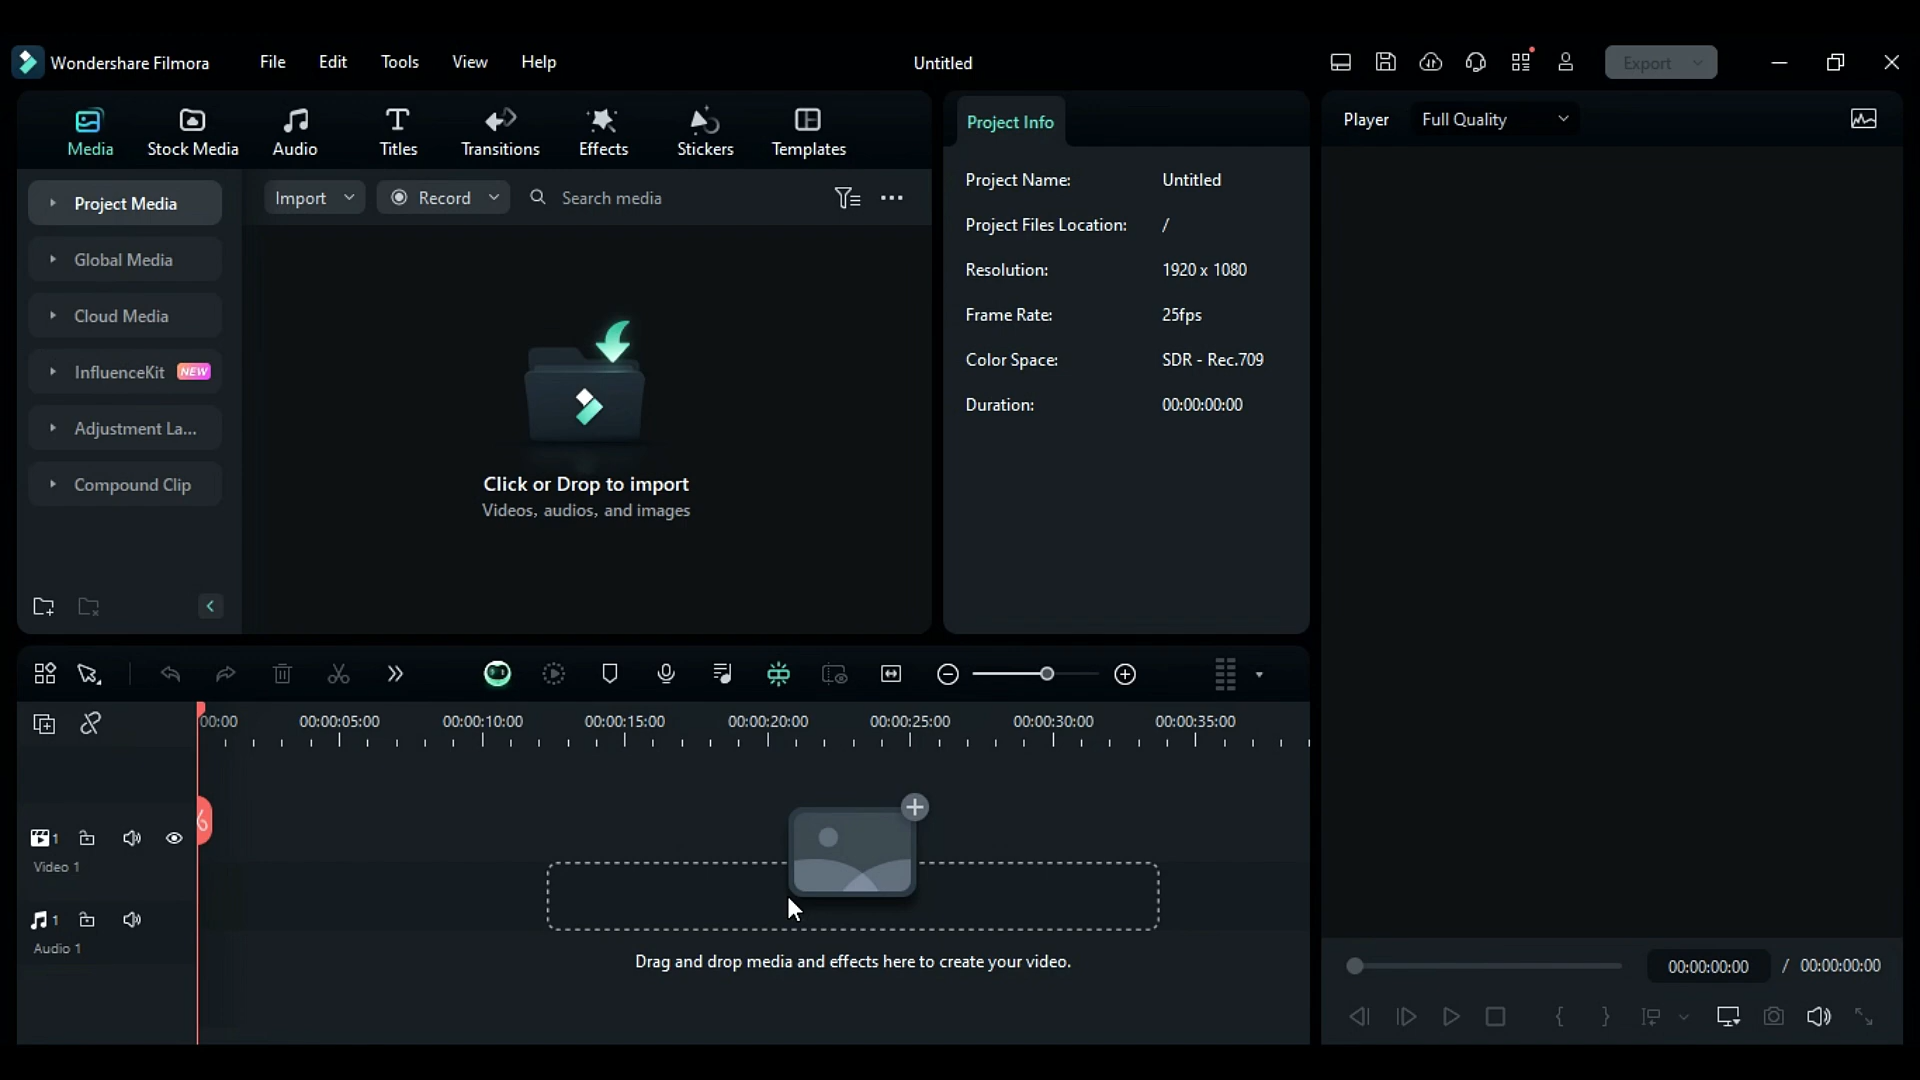 Wondershare Filmora File Edit Tools View Help Untitled Export
Media Stock Media Audio Titles Transitions Effects Stickers Templates
Project Media
Global Media
Cloud Media
InfluenceKit NEW
Adjustment La...
Compound Clip
Import Record Search media
Click or Drop to import
Videos, audios, and images
Project Info
Project Name: Untitled
Project Files Location: /
Resolution: 1920 x 1080
Frame Rate: 25fps
Color Space: SDR - Rec.709
Duration: 00:00:00:00
Player Full Quality
00:00 00:00:05:00 00:00:10:00 00:00:15:00 00:00:20:00 00:00:25:00 00:00:30:00 00:00:35:00
1
Video 1
1
Audio 1
Drag and drop media and effects here to create your video.
00:00:00:00 / 00:00:00:00